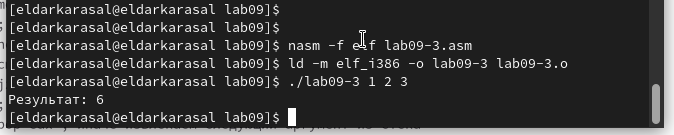 [eldarkarasal@eldarkarasal lab09]$
[eldarkarasal@eldarkarasal lab09]$
[eldarkarasal@eldarkarasal lab09]$ nasm -f elf lab09-3.asm
[eldarkarasal@eldarkarasal lab09]$ ld -m elf_i386 -o lab09-3 lab09-3.o
[eldarkarasal@eldarkarasal lab09]$ ./lab09-3 1 2 3
Результат: 6
[eldarkarasal@eldarkarasal lab09]$